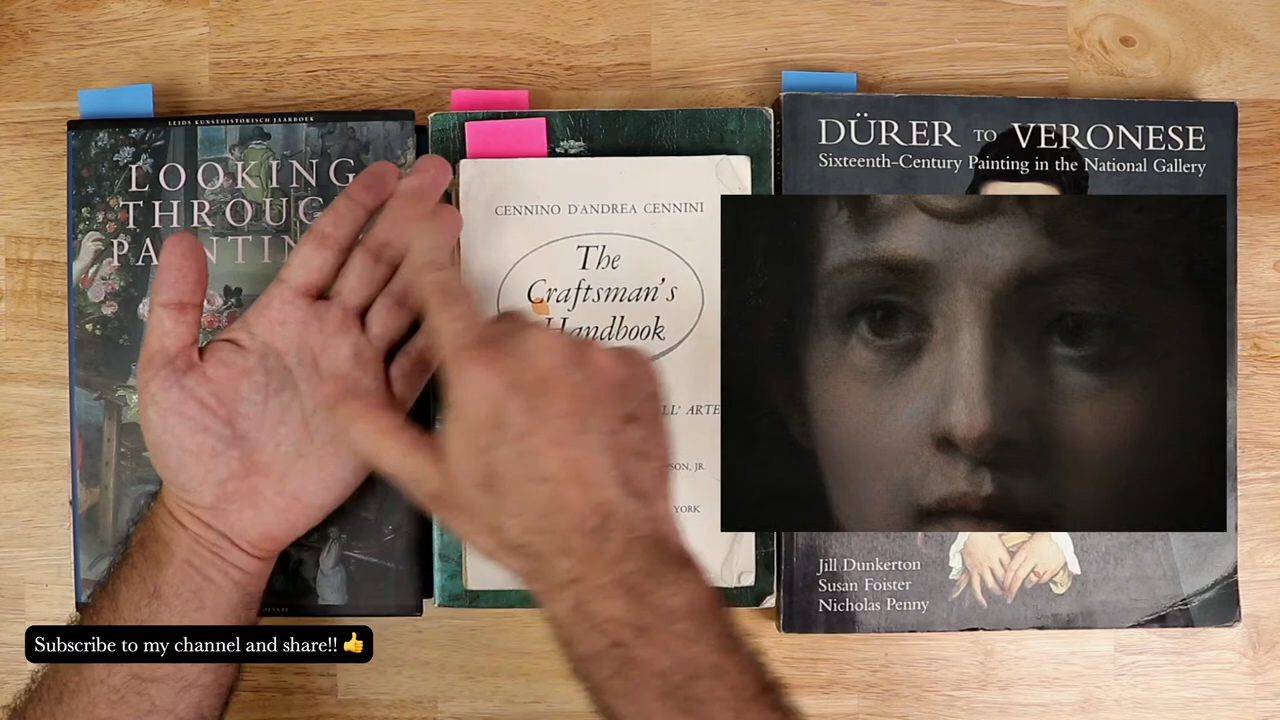 LEIDS KUNSTHISTORISCH JAARBOEK
LOOKING
THROUG
PAINTIN
CENNINO D'ANDREA CENNINI
The
Craftsman's
Handbook
LL' ARTE
SON, JR.
YORK
DÜRER TO VERONESE
Sixteenth-Century Painting in the National Gallery
Jill Dunkerton
Susan Foister
Nicholas Penny
Subscribe to my channel and share!! 👍